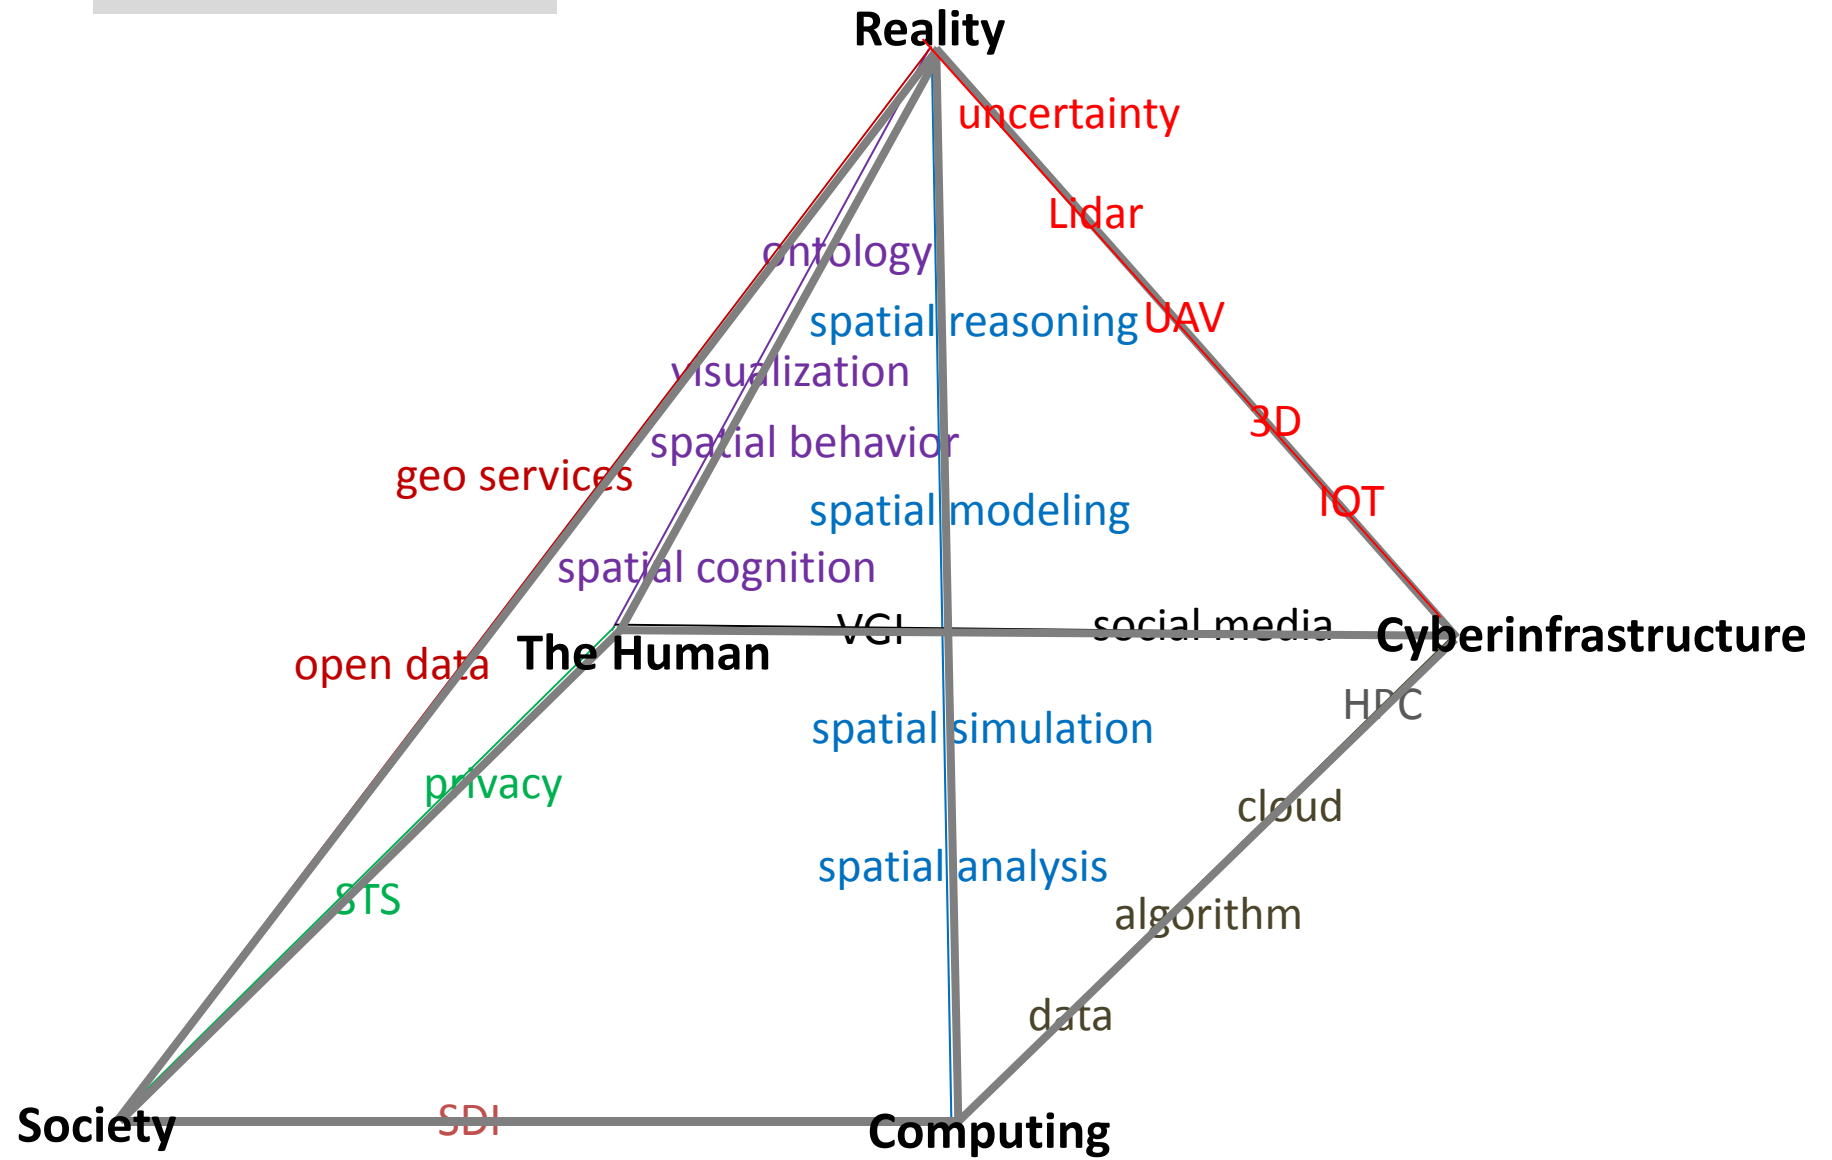 Reality
uncertainty
Lidar
ontology
spatial reasoning
UAV
visualization
3D
spatial behavior
geo services
IOT
spatial modeling
spatial cognition
VGI
social media
Cyberinfrastructure
The Human
open data
HPC
spatial simulation
privacy
cloud
spatial analysis
STS
algorithm
data
SDI
Society
Computing